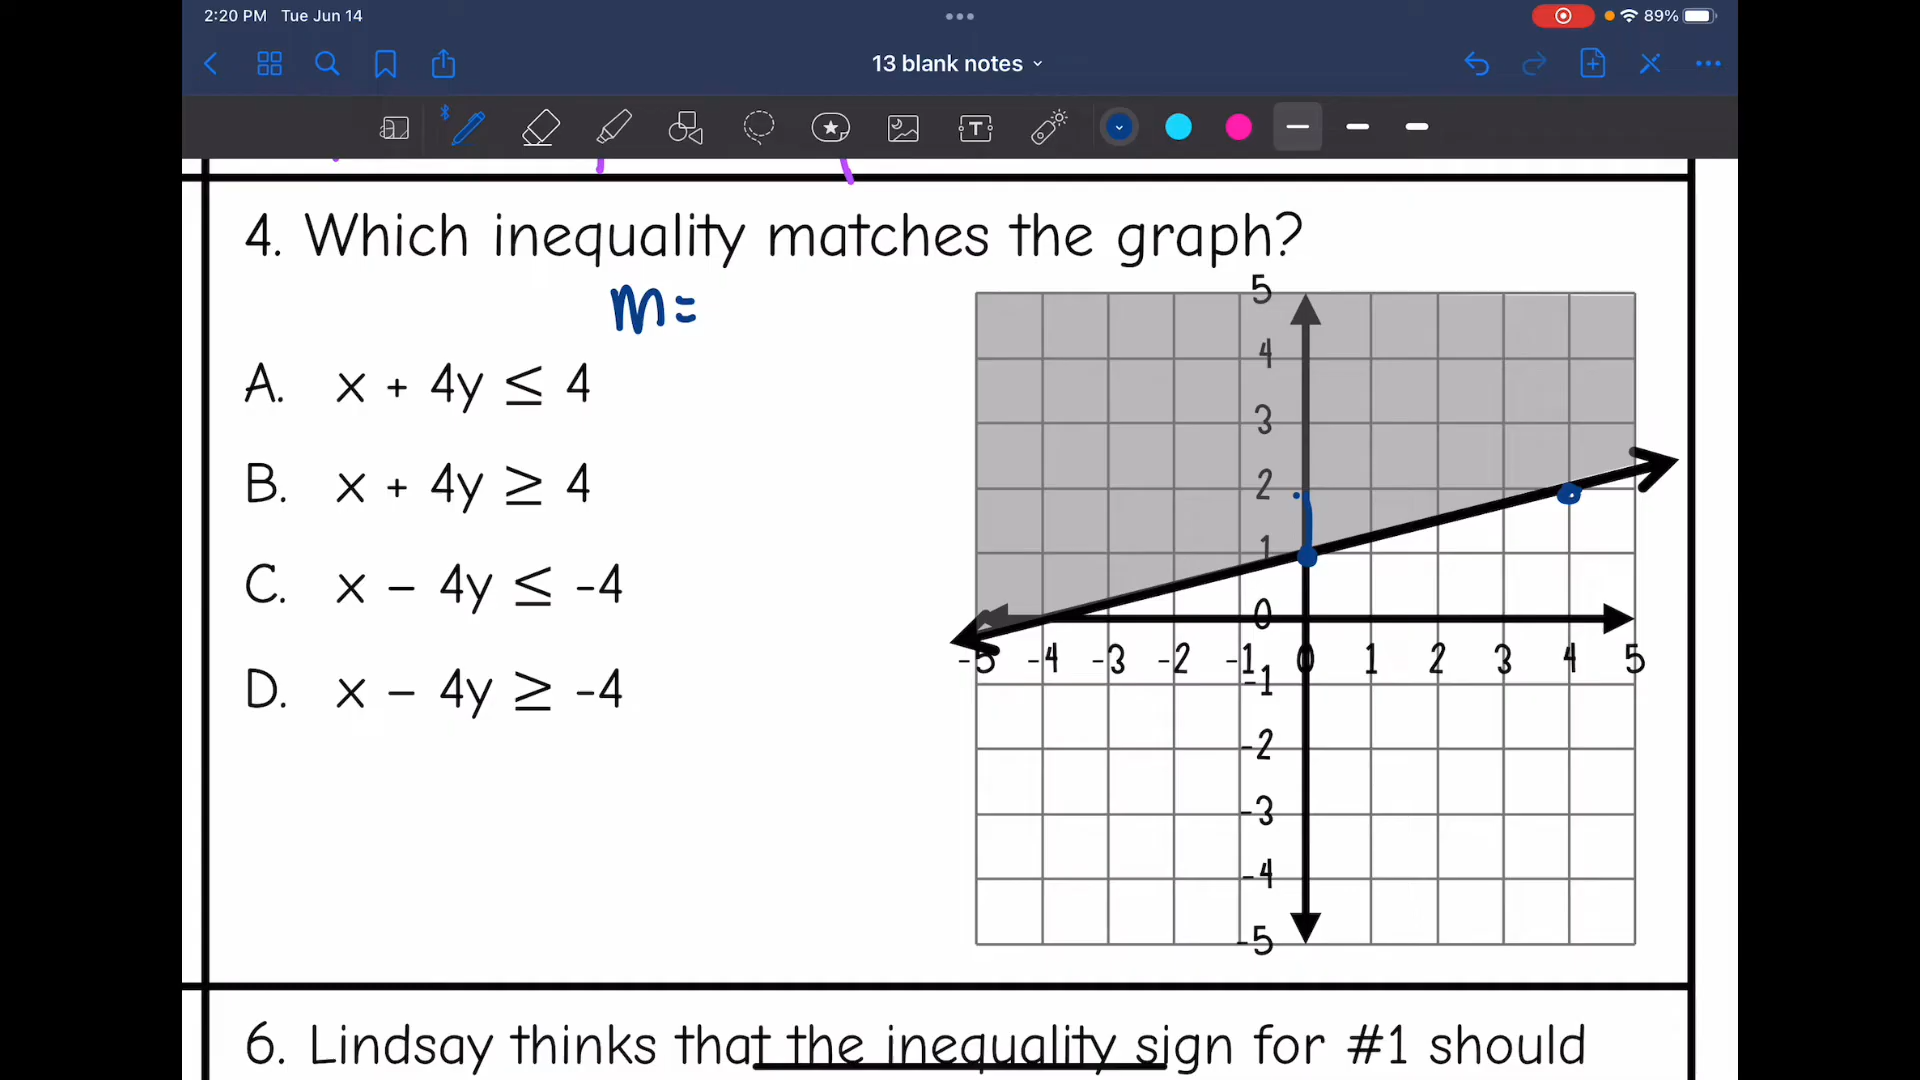 2:20 PM Tue Jun 14
89%
13 blank notes
4. Which inequality matches the graph?
m=
A. x + 4y ≤ 4
B. x + 4y ≥ 4
C. x – 4y ≤ -4
D. x – 4y ≥ -4
5
4
3
2
1
0
-5 -4 -3 -2 -1 0 1 2 3 4 5
-1
-2
-3
-4
-5
6. Lindsay thinks that the inequality sign for #1 should